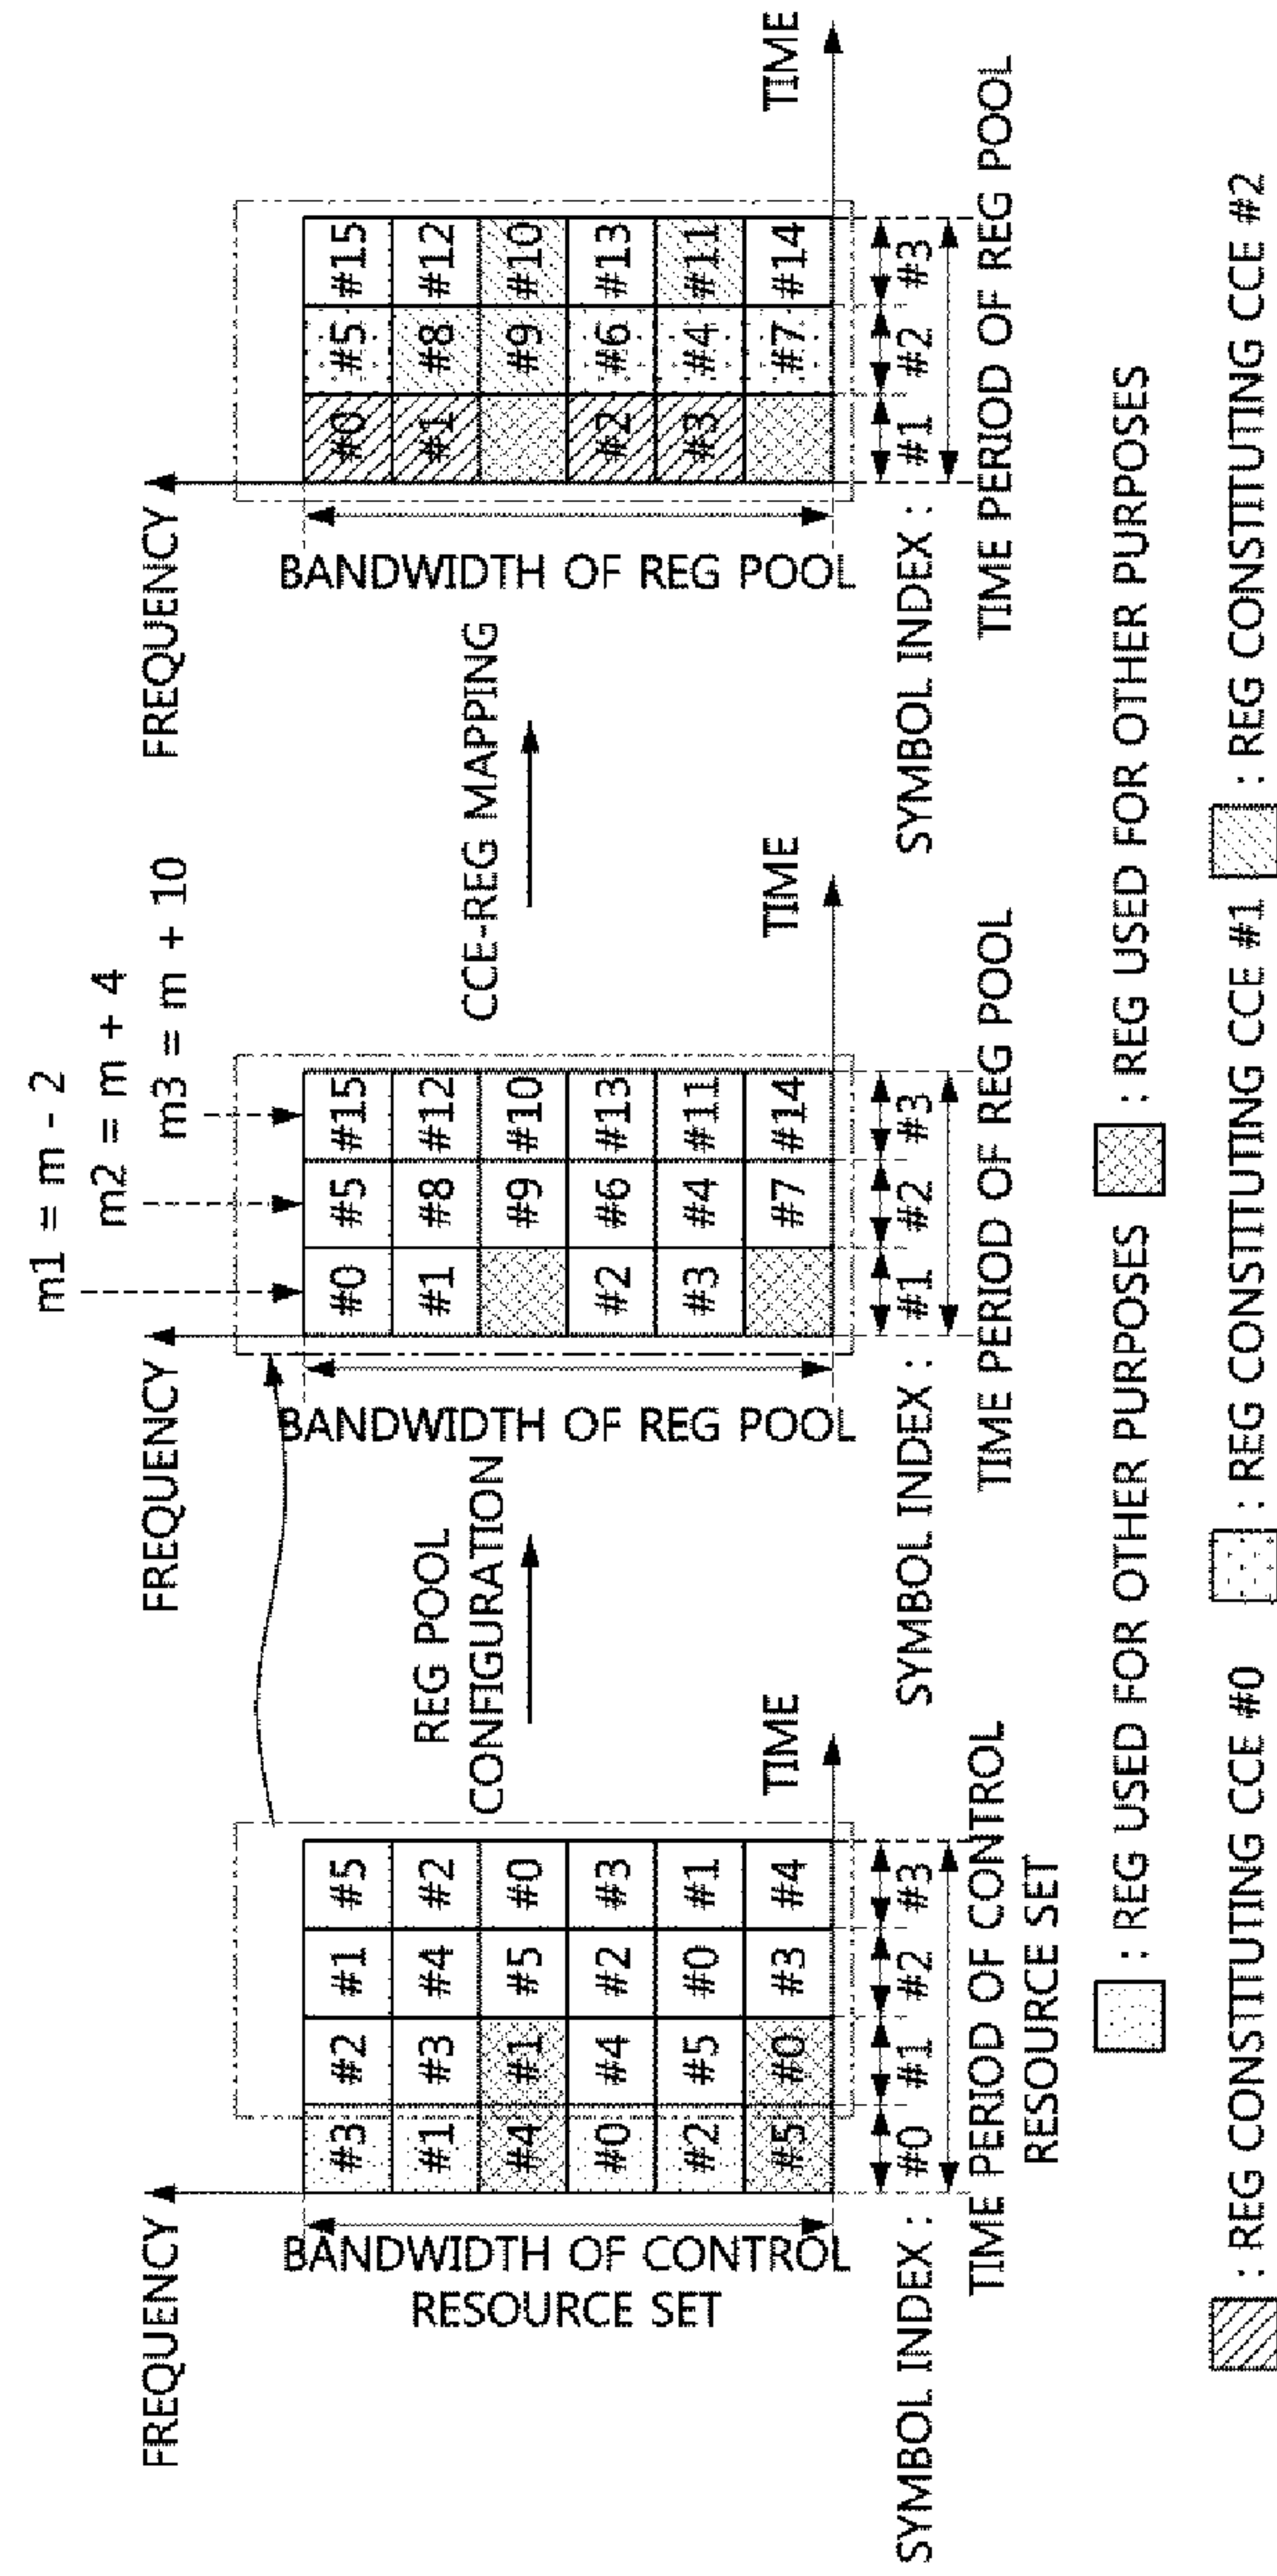 m1 = m - 2
m2 = m + 4
m3 = m + 10
FREQUENCY
BANDWIDTH OF CONTROL
RESOURCE SET
#3 #2 #1 #5
#1 #3 #4 #2
#4 #1 #5 #0
#0 #4 #2 #3
#2 #5 #0 #1
#5 #0 #3 #4
TIME
SYMBOL INDEX : #0 #1 #2 #3
TIME PERIOD OF CONTROL
RESOURCE SET
REG POOL
CONFIGURATION
FREQUENCY
BANDWIDTH OF REG POOL
#0 #5 #15
#1 #8 #12
#9 #10
#2 #6 #13
#3 #4 #11
#7 #14
TIME
SYMBOL INDEX : #1 #2 #3
TIME PERIOD OF REG POOL
CCE-REG MAPPING
FREQUENCY
BANDWIDTH OF REG POOL
#0 #5 #15
#1 #8 #12
#9 #10
#2 #6 #13
#3 #4 #11
#7 #14
TIME
SYMBOL INDEX : #1 #2 #3
TIME PERIOD OF REG POOL
: REG USED FOR OTHER PURPOSES : REG USED FOR OTHER PURPOSES
: REG CONSTITUTING CCE #0 : REG CONSTITUTING CCE #1 : REG CONSTITUTING CCE #2